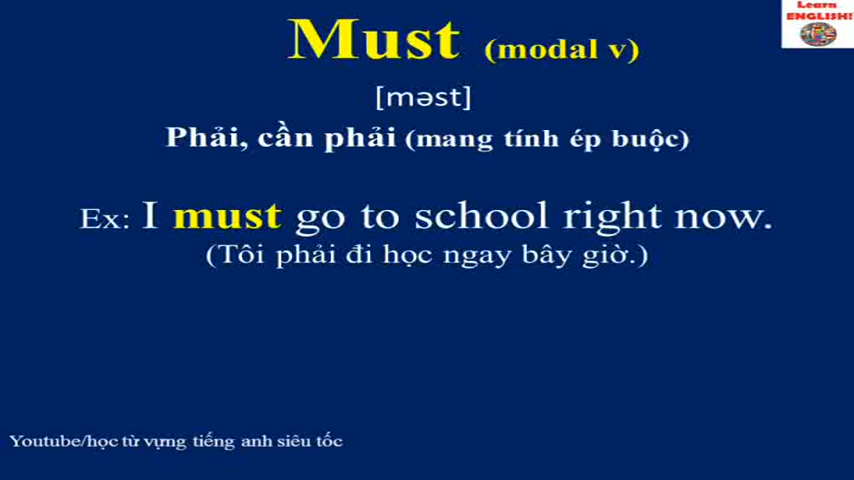 Learn
ENGLISH!
Must (modal v)
[məst]
Phải, cần phải (mang tính ép buộc)
Ex: I must go to school right now.
(Tôi phải đi học ngay bây giờ.)
Youtube/học từ vựng tiếng anh siêu tốc